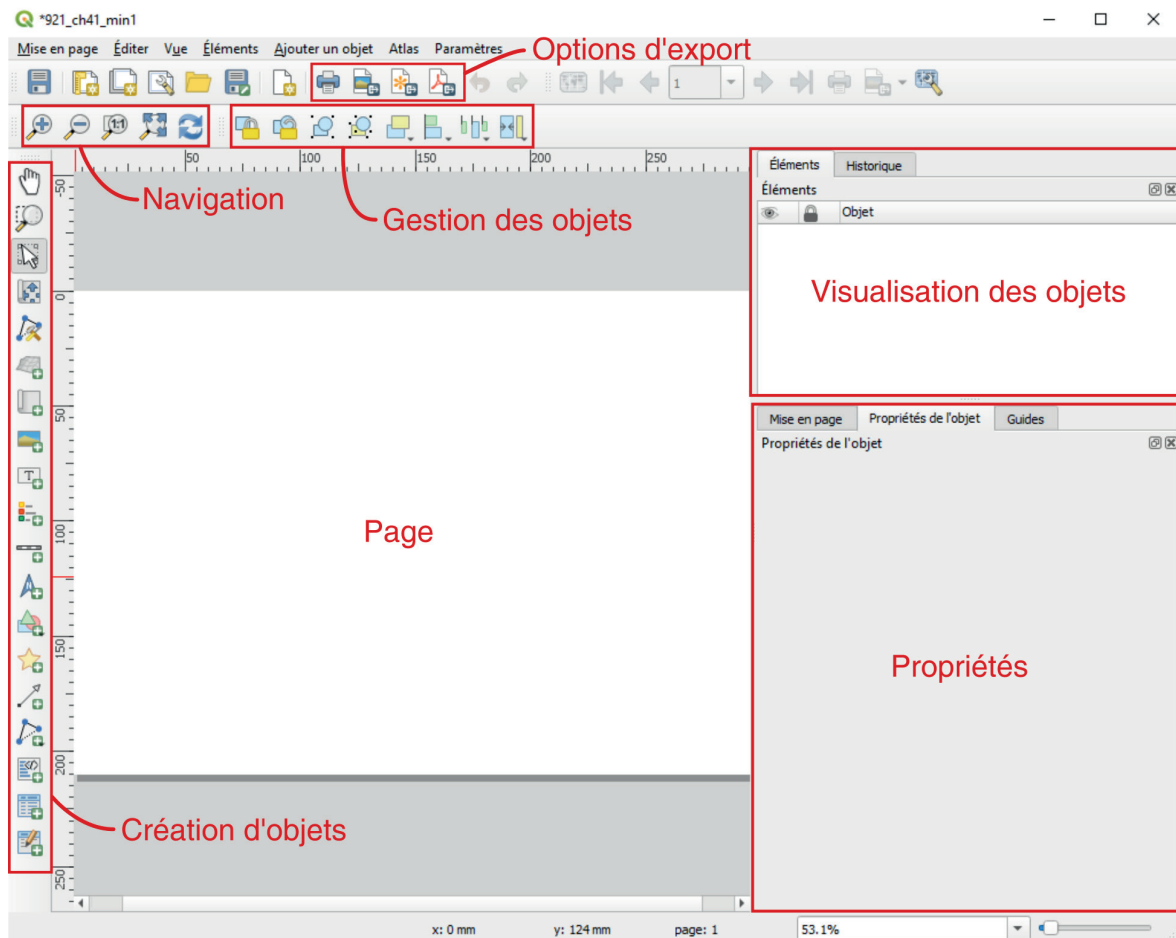 *921_ch41_min1
Mise en page Éditer Vue Éléments Ajouter un objet Atlas Paramètres
Options d'export
1
1:1
50 100 150 200 250
Navigation
Gestion des objets
Éléments Historique
Éléments
Objet
Visualisation des objets
-50
0
50
100
150
200
250
Mise en page Propriétés de l'objet Guides
Propriétés de l'objet
T
Page
Propriétés
Création d'objets
x: 0 mm y: 124 mm page: 1 53.1%